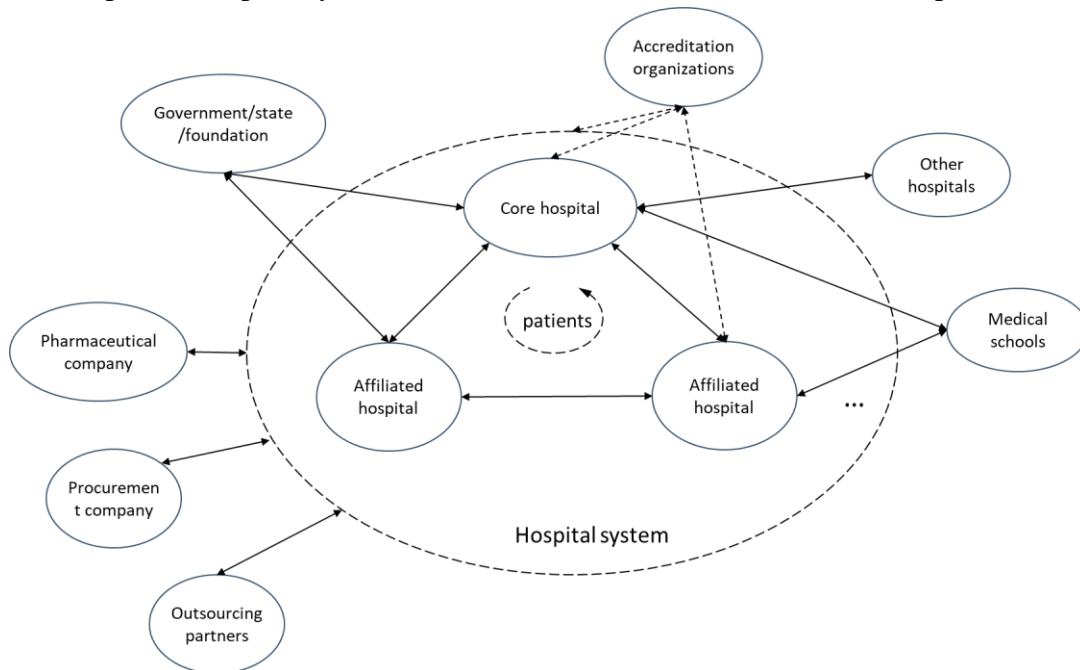 Accreditation
organizations
Government/state
/foundation
Other
hospitals
Core hospital
patients
Medical
schools
Pharmaceutical
company
Affiliated
hospital
Affiliated
hospital
...
Procuremen
t company
Hospital system
Outsourcing
partners